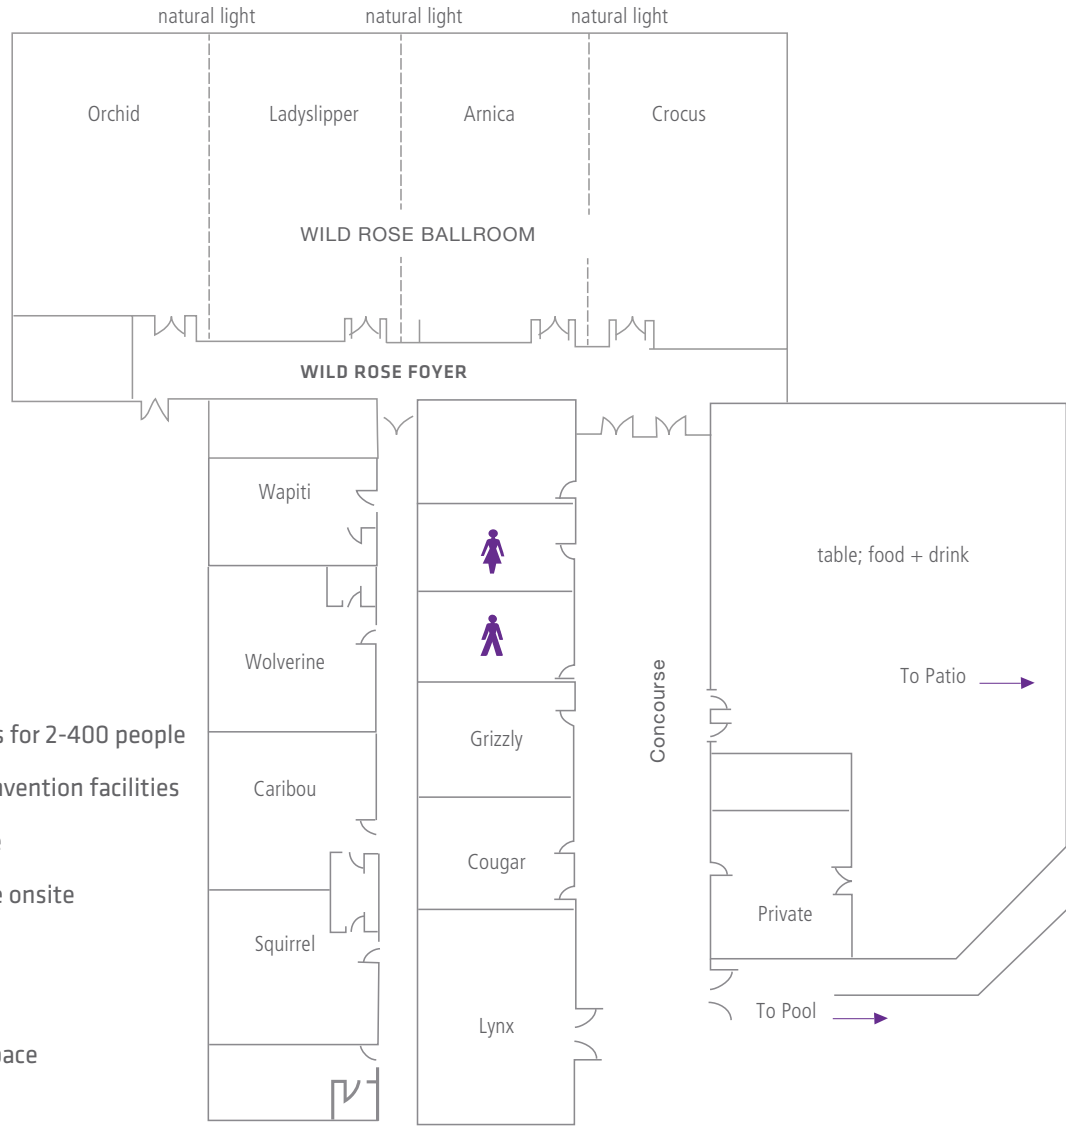 natural light
natural light
natural light
Orchid
Ladyslipper
Arnica
Crocus
WILD ROSE BALLROOM
WILD ROSE FOYER
Wapiti
table; food + drink
Wolverine
To Patio
Concourse
for 2-400 people
Grizzly
facilities
Caribou
Cougar
onsite
Private
Squirrel
To Pool
Lynx